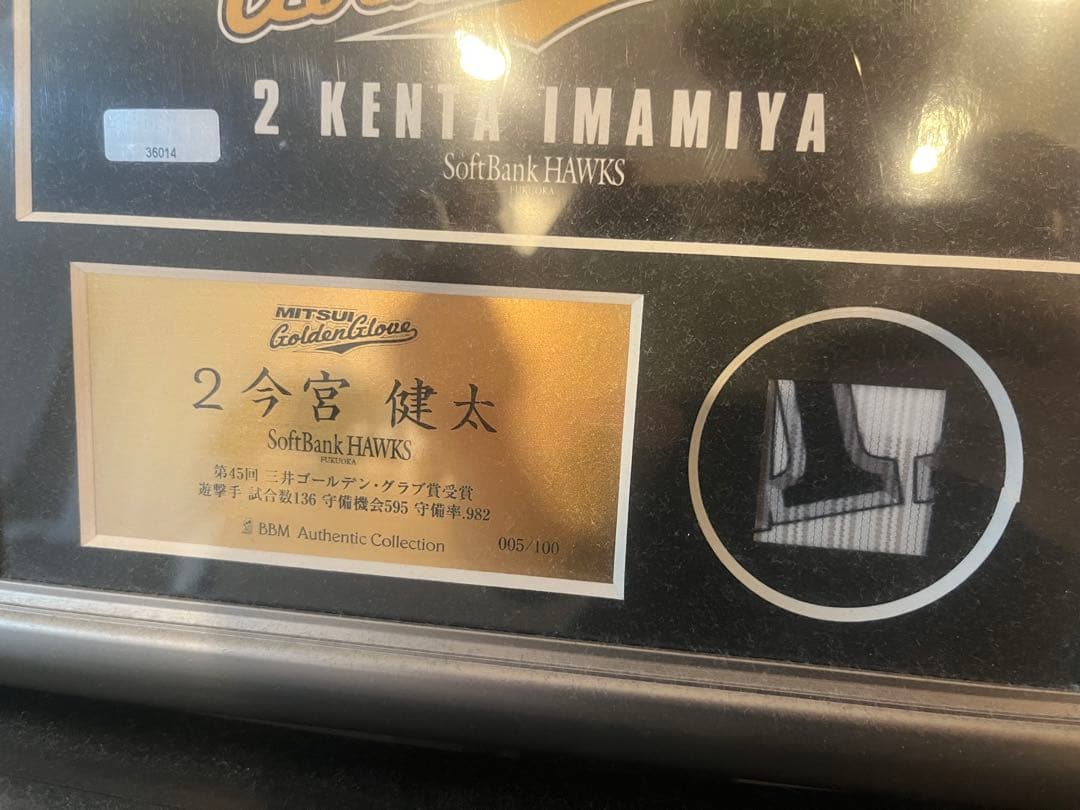 2 KENTA IMAMIYA
36014
SoftBank HAWKS
FUKUOKA
MITSUI
GoldenGlove
2 今宮 健太
SoftBank HAWKS
FUKUOKA
第45回 三井ゴールデン・グラブ賞受賞
遊撃手 試合数136 守備機会595 守備率.982
BBM Authentic Collection 005/100